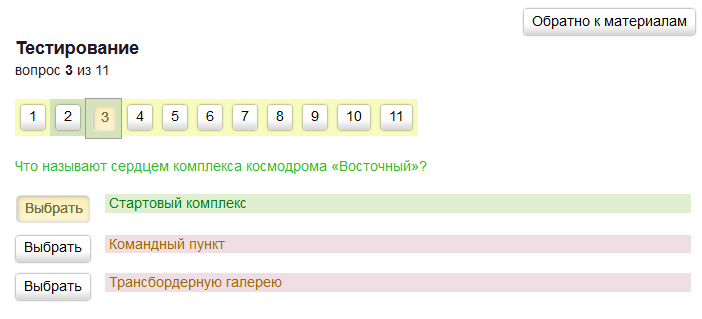 Обратно к материалам
Тестирование
вопрос 3 из 11
1 2 3 4 5 6 7 8 9 10 11
Что называют сердцем комплекса космодрома «Восточный»?
Выбрать Стартовый комплекс
Выбрать Командный пункт
Выбрать Трансбордерную галерею